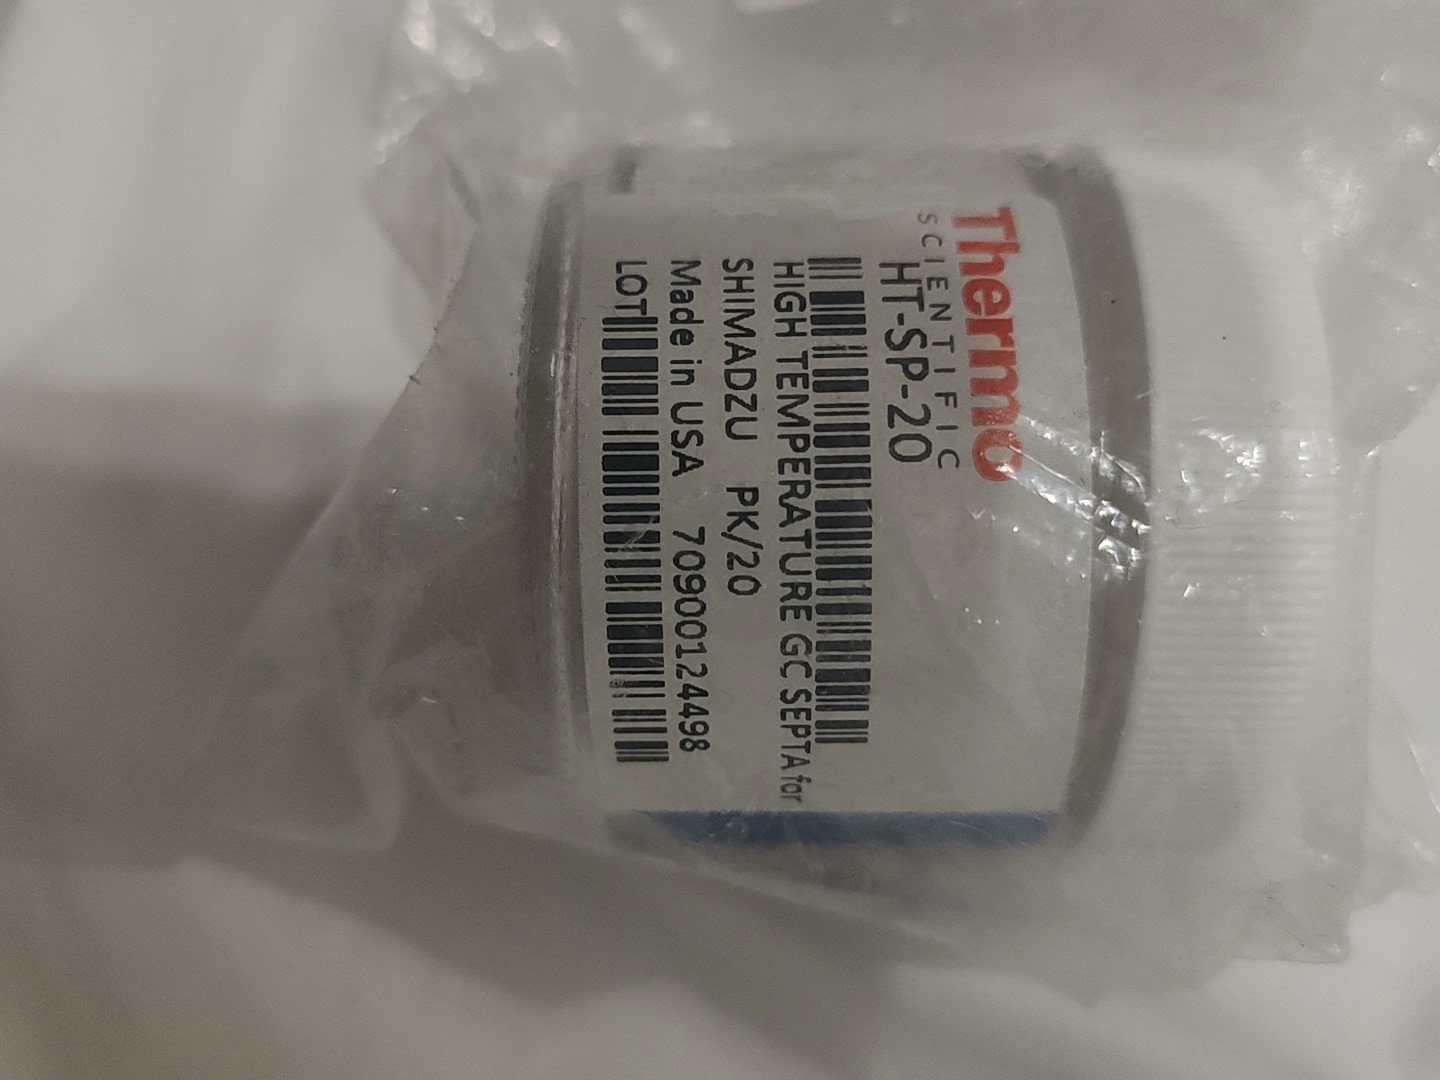 Thermo
SCIENTIFIC
HT-SP-20
HIGH TEMPERATURE GC SEPTA for
SHIMADZU PK/20
Made in USA 70900124498
LOT